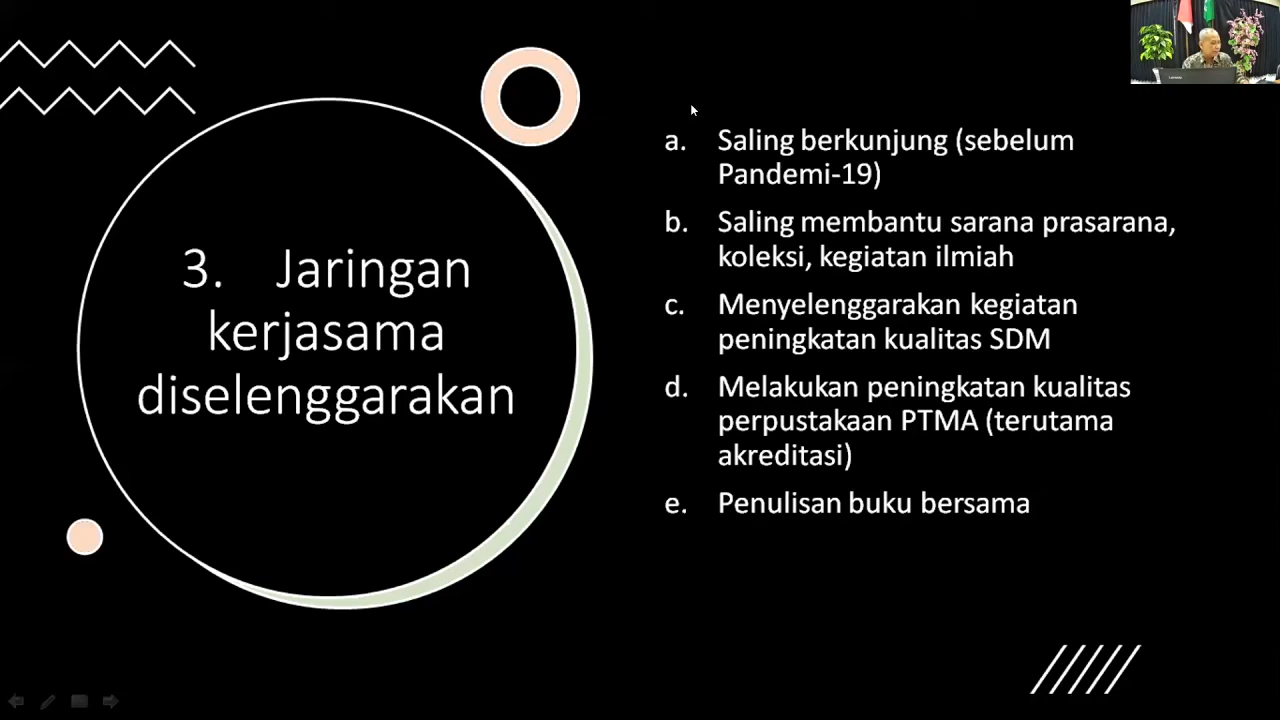 3. Jaringan
kerjasama
diselenggarakan
a. Saling berkunjung (sebelum
Pandemi-19)
b. Saling membantu sarana prasarana,
koleksi, kegiatan ilmiah
c. Menyelenggarakan kegiatan
peningkatan kualitas SDM
d. Melakukan peningkatan kualitas
perpustakaan PTMA (terutama
akreditasi)
e. Penulisan buku bersama